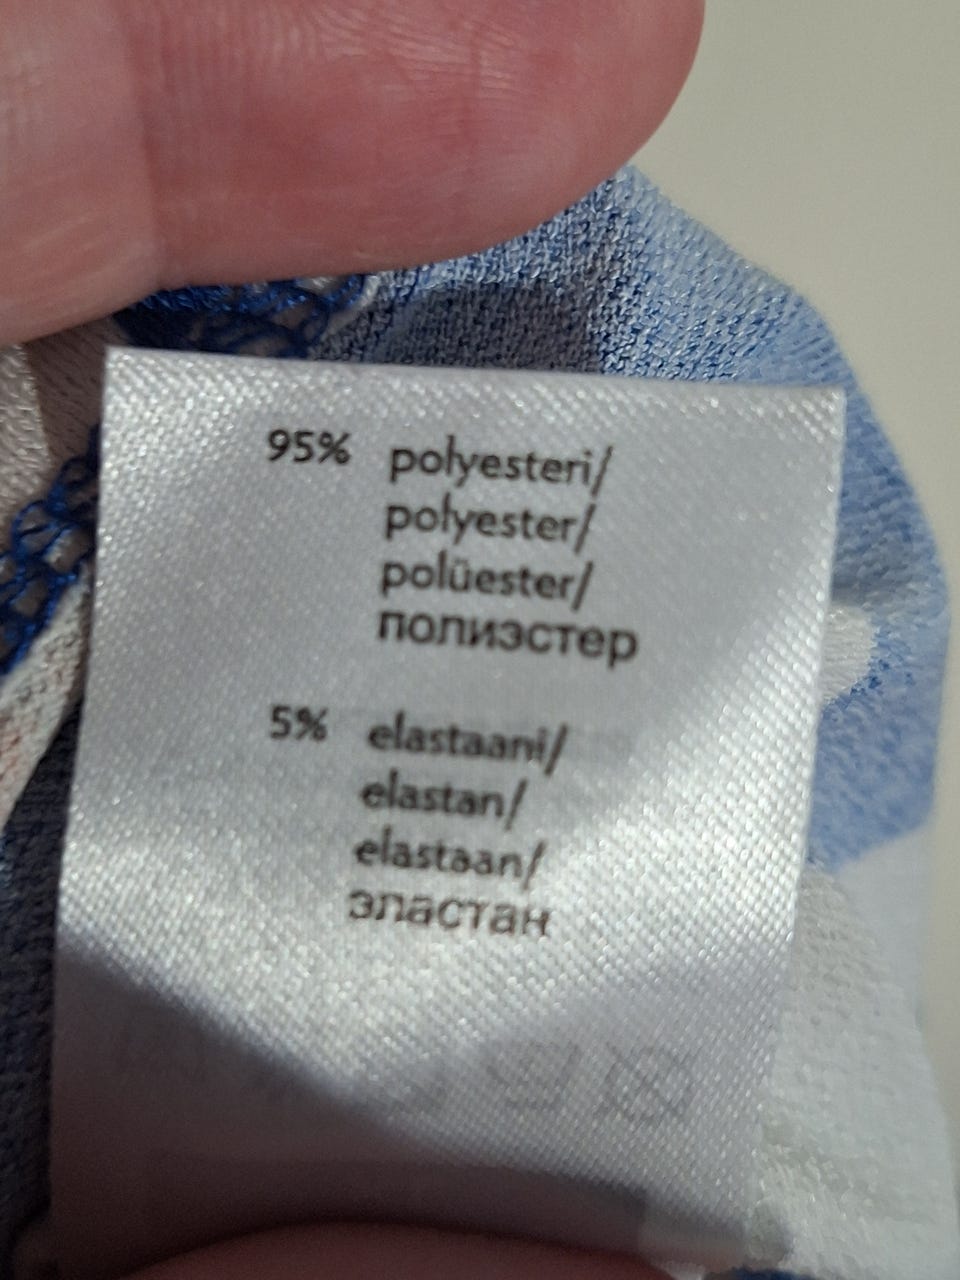 95% polyesteri/
polyester/
polüester/
полиэстер
5% elastaani/
elastan/
elastaan/
эластан